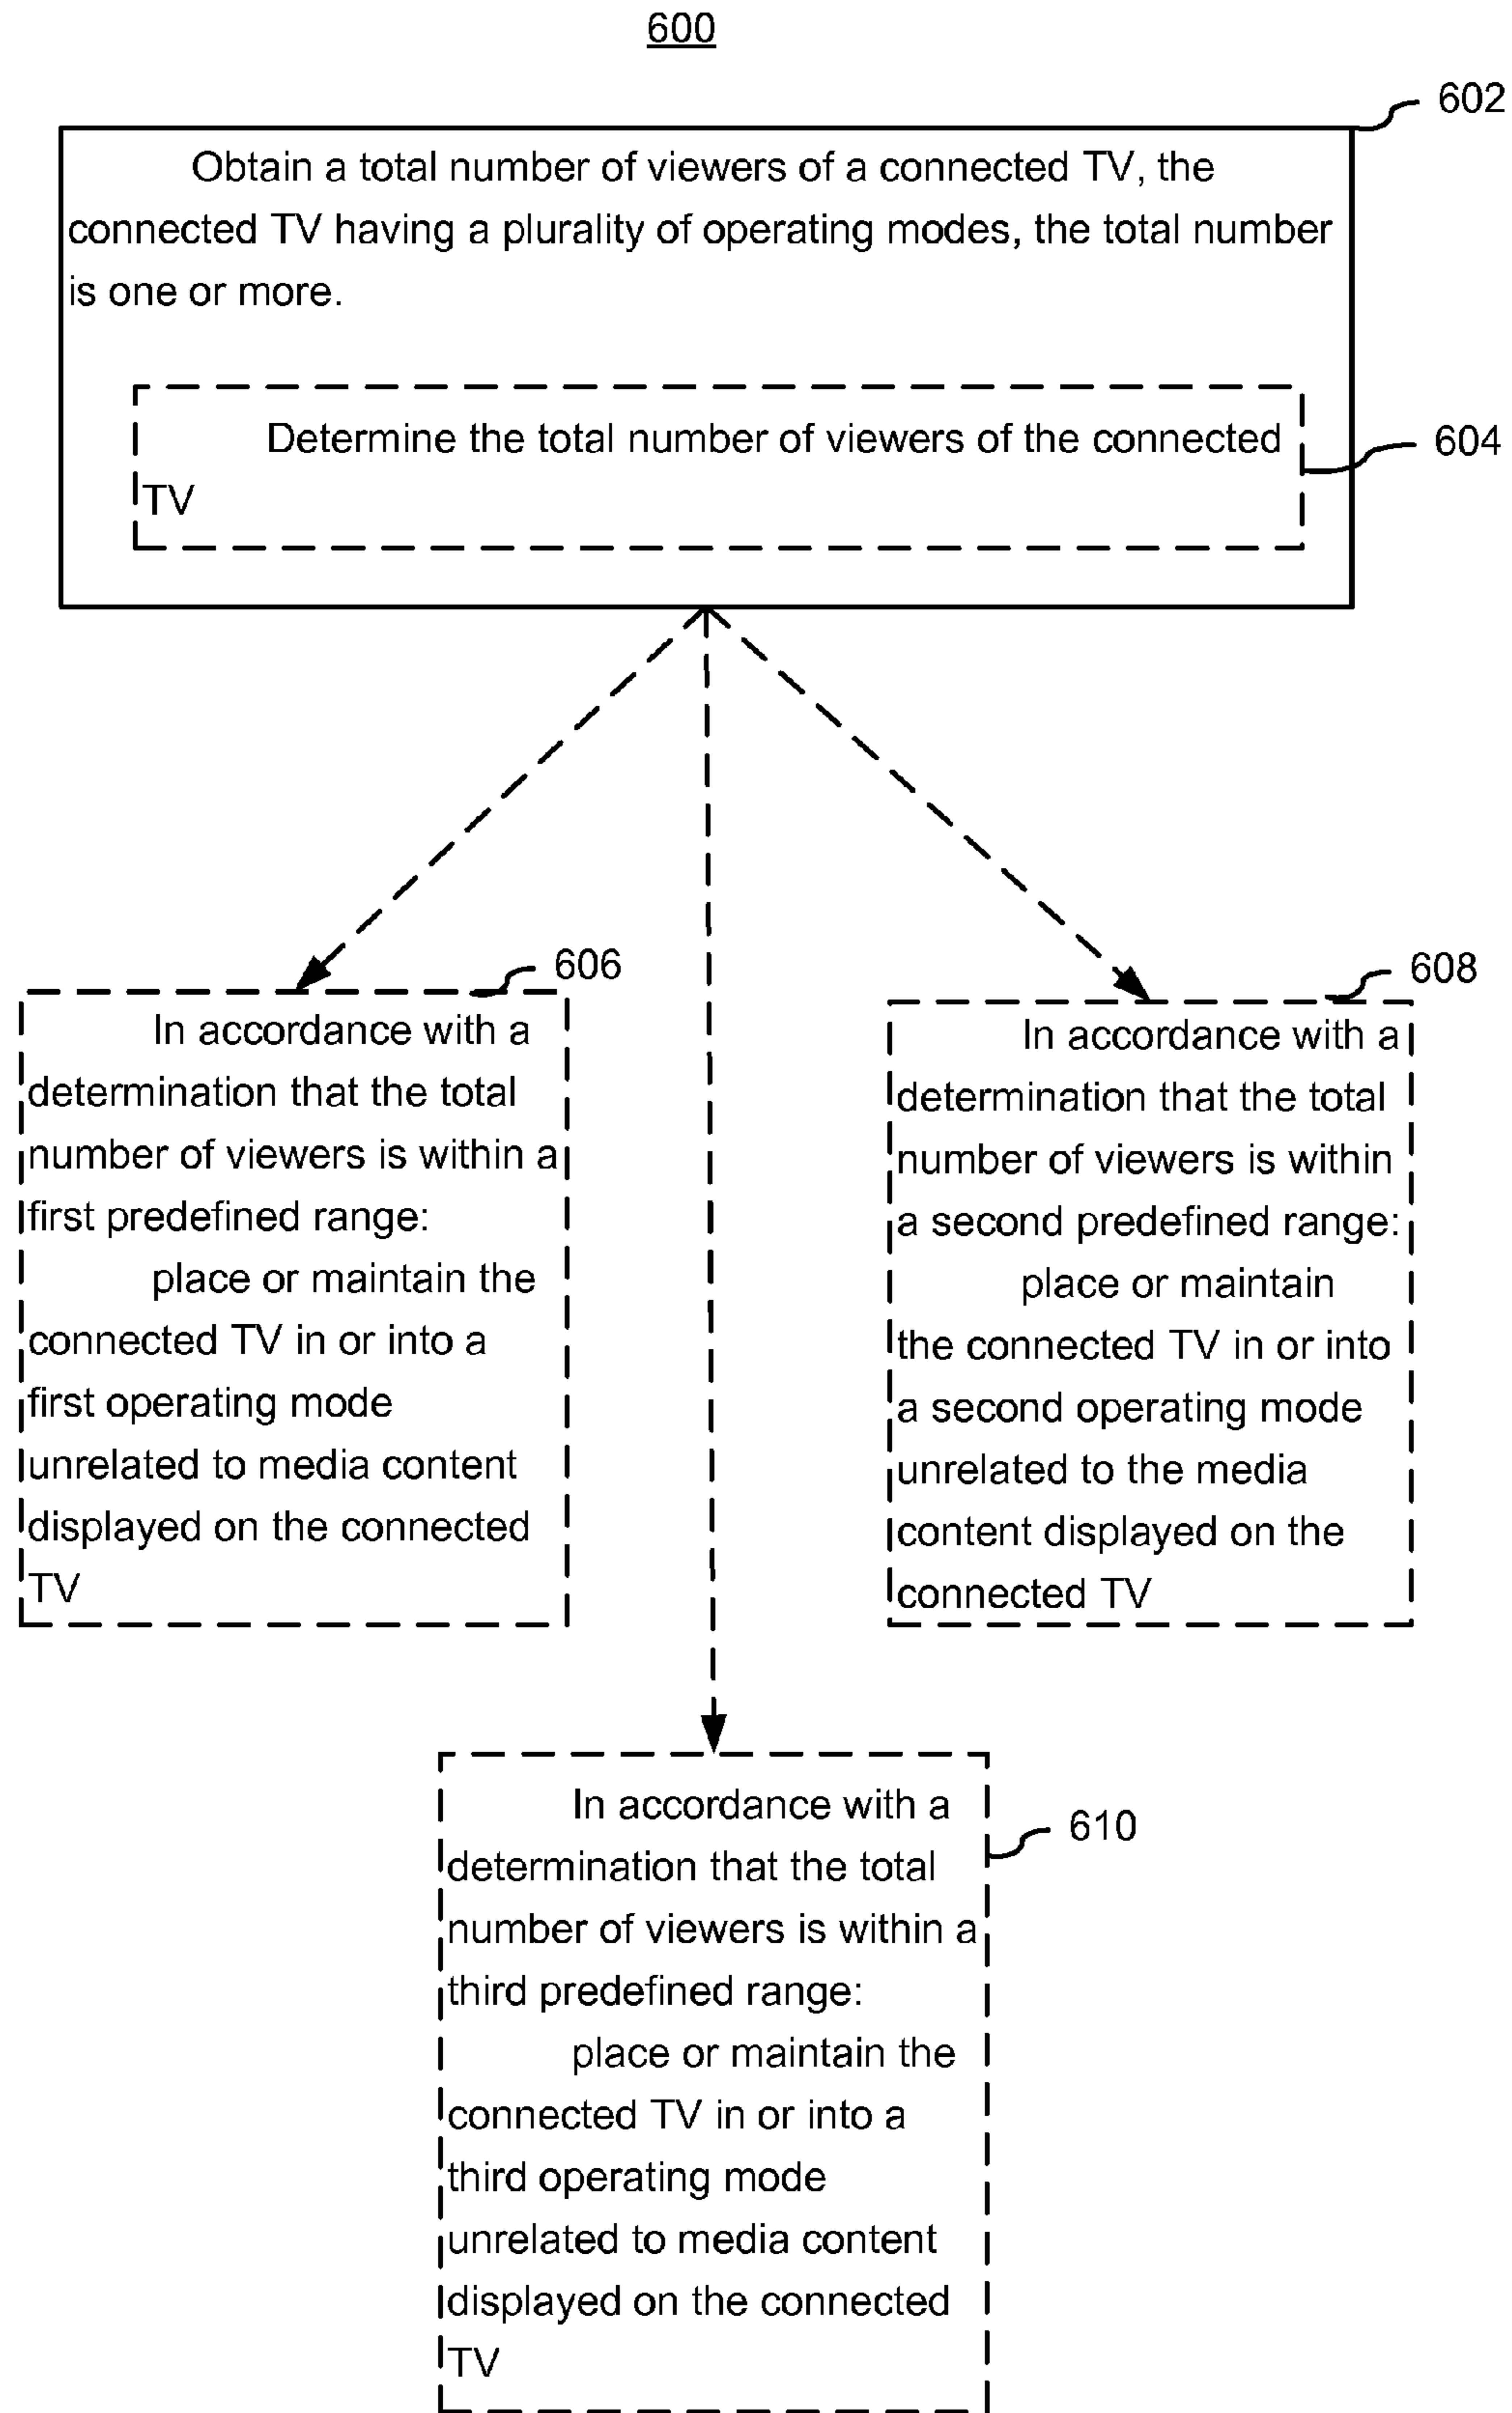 600
602
Obtain a total number of viewers of a connected TV, the
connected TV having a plurality of operating modes, the total number
is one or more.
Determine the total number of viewers of the connected
TV
604
606
In accordance with a
determination that the total
number of viewers is within a
first predefined range:
place or maintain the
connected TV in or into a
first operating mode
unrelated to media content
displayed on the connected
TV
608
In accordance with a
determination that the total
number of viewers is within
a second predefined range:
place or maintain
the connected TV in or into
a second operating mode
unrelated to the media
content displayed on the
connected TV
In accordance with a
determination that the total
number of viewers is within a
third predefined range:
place or maintain the
connected TV in or into a
third operating mode
unrelated to media content
displayed on the connected
TV
610